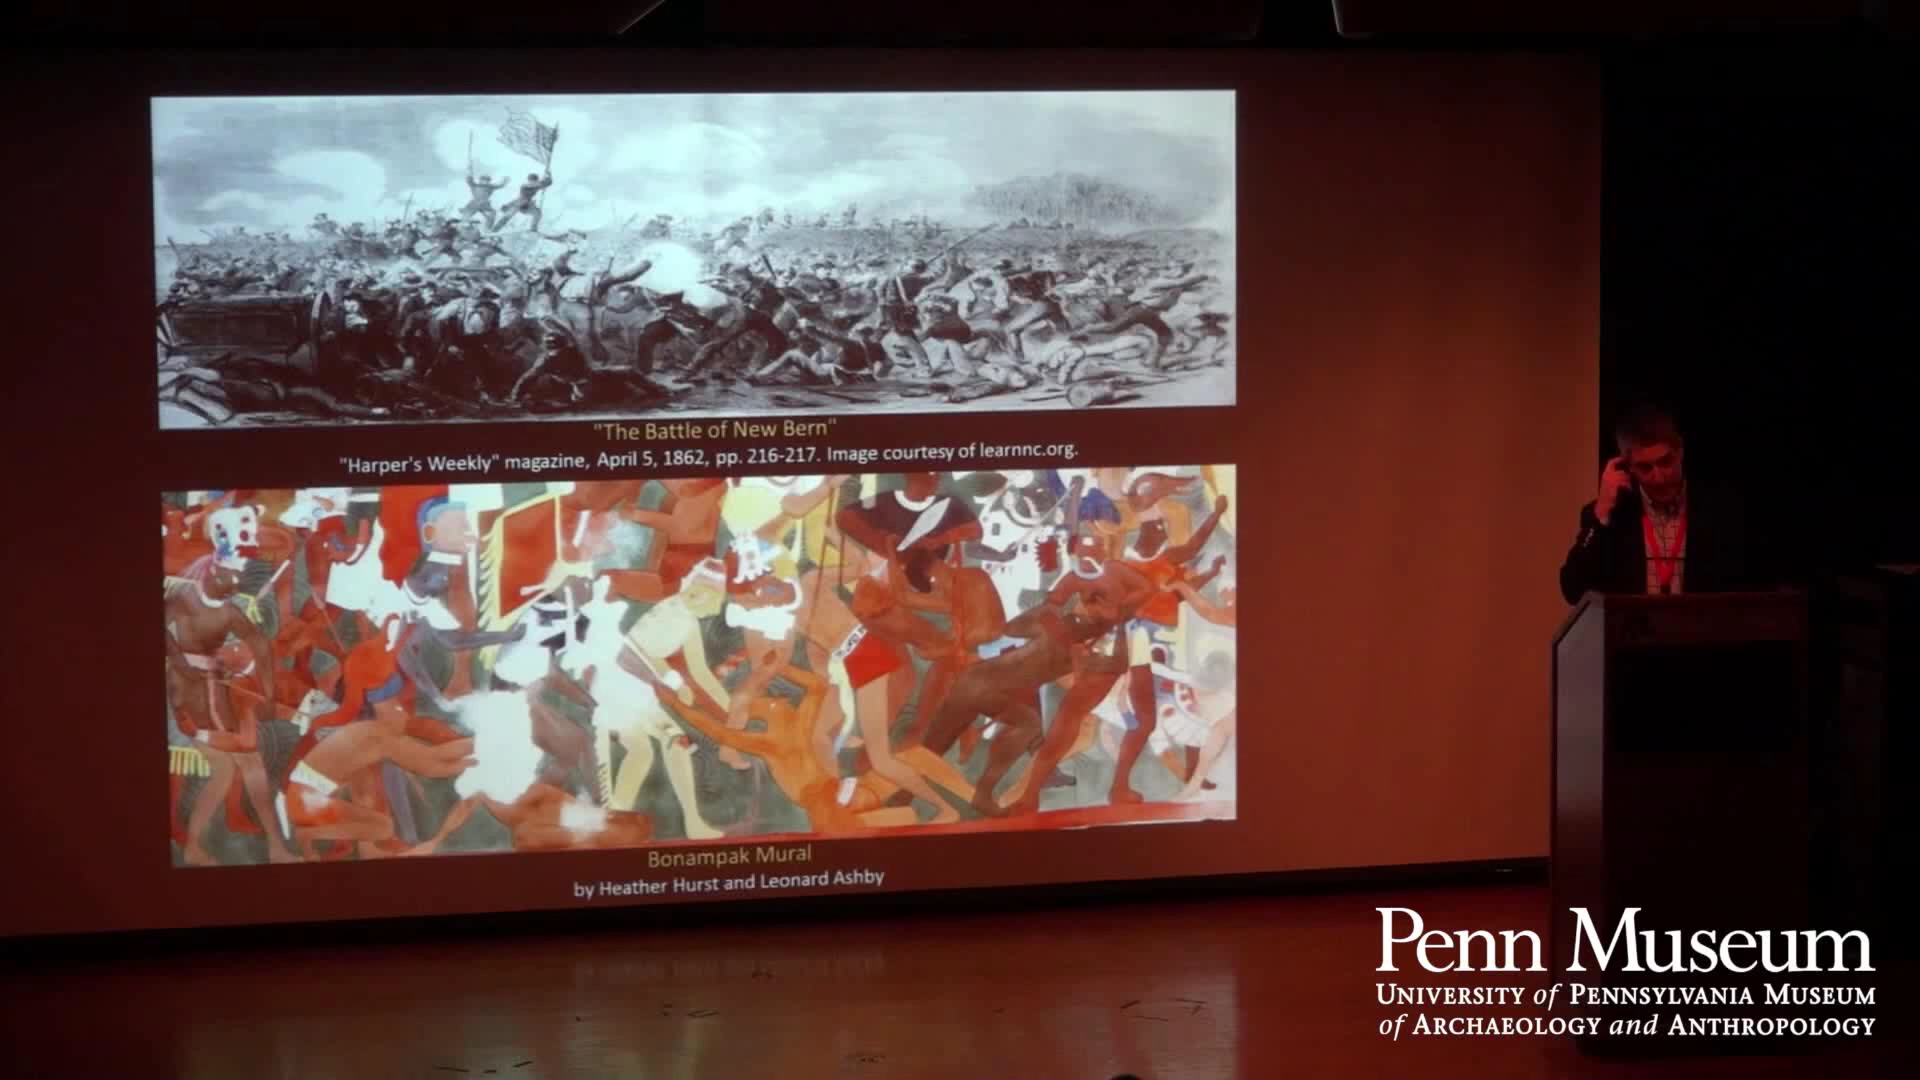 "The Battle of New Bern"
"Harper's Weekly" magazine, April 5, 1862, pp. 216-217. Image courtesy of learnnc.org.
Bonampak Mural
by Heather Hurst and Leonard Ashby
Penn Museum
UNIVERSITY of PENNSYLVANIA MUSEUM
of ARCHAEOLOGY and ANTHROPOLOGY